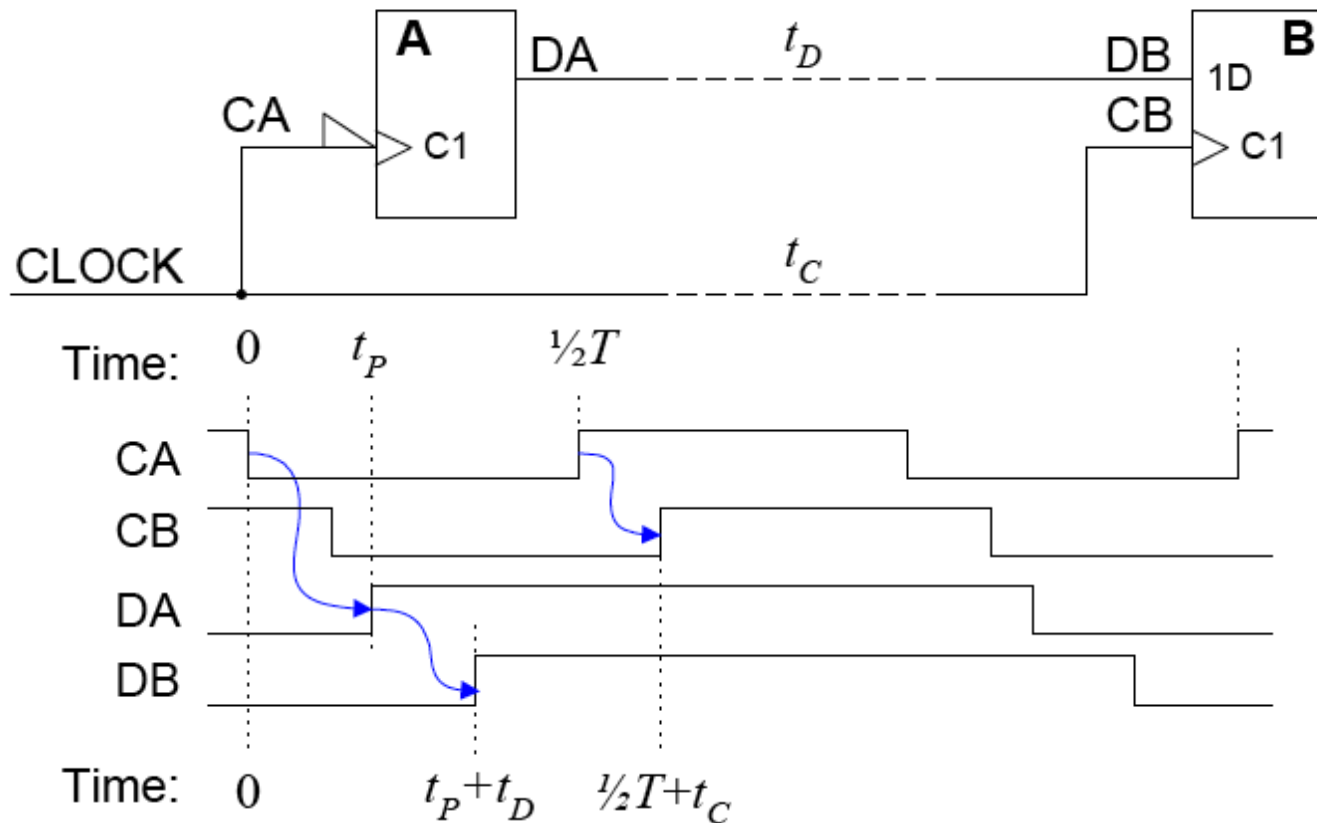 A B
DA t_D DB 1D
CA C1 CB C1
CLOCK t_C
Time: 0 t_P ½T
CA
CB
DA
DB
Time: 0 t_P+t_D ½T+t_C